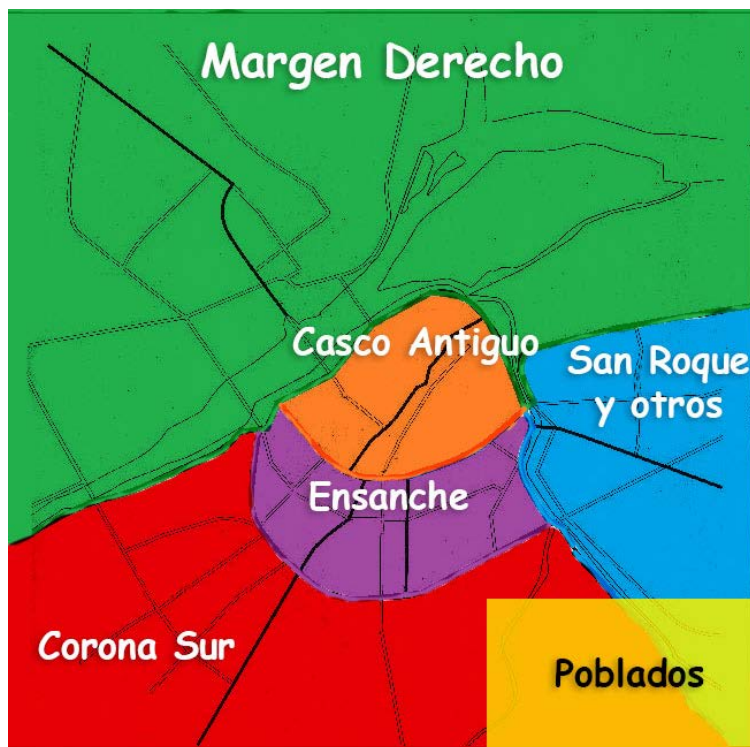 Margen Derecho
Casco Antiguo
San Roque
y otros
Ensanche
Corona Sur
Poblados